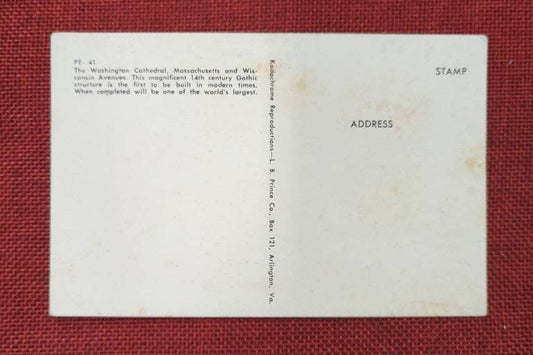 PE- 41
The Washington Cathedral, Massachusetts and Wis-
consin Avenues. This magnificent 14th century Gothic
structure is the first to be built in modern times.
When completed will be one of the world's largest.
Kodachrome Reproductions—L. B. Prince Co., Box 121, Arlington, Va.
STAMP
ADDRESS